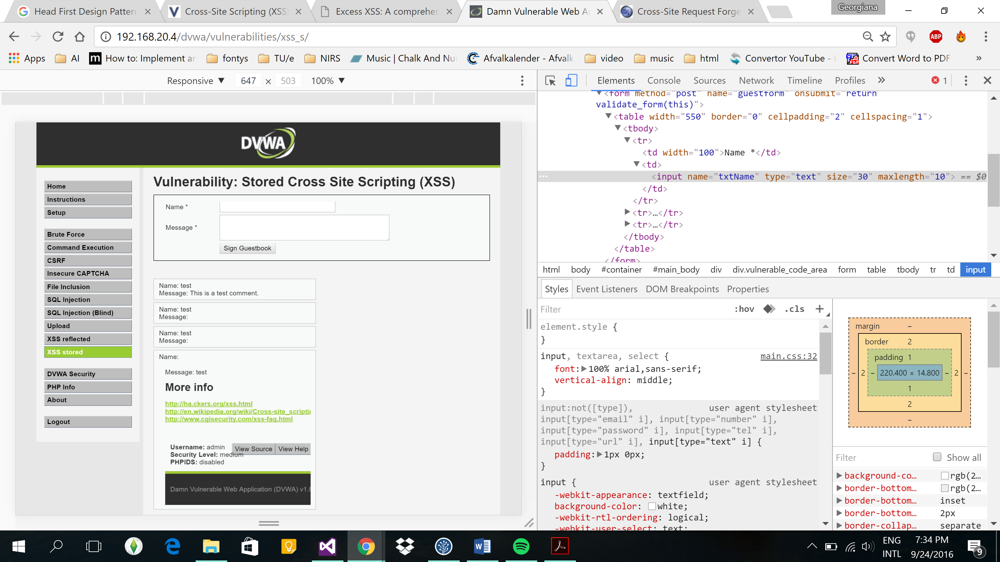 Head First Design Pattern
Cross-Site Scripting (XSS)
Excess XSS: A comprehen
Damn Vulnerable Web Ap
Cross-Site Request Forge
Georgiana
192.168.20.4/dvwa/vulnerabilities/xss_s/
ABP
Apps
AI
m
How to: Implement an
fontys
TU/e
NIRS
Music | Chalk And Nu
Afvalkalender - Afvalk
video
music
html
Convertor YouTube -
Convert Word to PDF
»
Responsive ▼ 647 × 503 100% ▼
Elements Console Sources Network Timeline Profiles » 1
DVWA
Home
Instructions
Setup
Brute Force
Command Execution
CSRF
Insecure CAPTCHA
File Inclusion
SQL Injection
SQL Injection (Blind)
Upload
XSS reflected
XSS stored
DVWA Security
PHP Info
About
Logout
Vulnerability: Stored Cross Site Scripting (XSS)
Name *
Message *
Sign Guestbook
Name: test
Message: This is a test comment.
Name: test
Message:
Name: test
Message:
Name:
Message: test
More info
http://ha.ckers.org/xss.html
http://en.wikipedia.org/wiki/Cross-site_scriptin
http://www.cgisecurity.com/xss-faq.html
Username: admin
Security Level: medium
PHPIDS: disabled
View Source View Help
Damn Vulnerable Web Application (DVWA) v1.8
<form method="post" name="guestform" onsubmit="return
validate_form(this)">
<table width="550" border="0" cellpadding="2" cellspacing="1">
<tbody>
<tr>
<td width="100">Name *</td>
<td>
<input name="txtName" type="text" size="30" maxlength="10"> == $0
</td>
</tr>
<tr>…</tr>
<tr>…</tr>
</tbody>
</table>
</form>
html body #container #main_body div div.vulnerable_code_area form table tbody tr td input
Styles Event Listeners DOM Breakpoints Properties
Filter :hov .cls +
element.style {
}
input, textarea, select { main.css:32
font: 100% arial,sans-serif;
vertical-align: middle;
}
input:not([type]), user agent stylesheet
input[type="email" i], input[type="number" i],
input[type="password" i], input[type="tel" i],
input[type="url" i], input[type="text" i] {
padding: 1px 0px;
}
input { user agent stylesheet
-webkit-appearance: textfield;
background-color: white;
-webkit-rtl-ordering: logical;
-webkit-user-select: text;
margin –
border 2
padding 1
– 2 – 220.400 × 14.800 – 2 –
1
2
–
Filter Show all
background-co… rgb(2…
border-bottom… rgb(2…
border-bottom… inset
border-bottom… 2px
border-collap… separate
ENG
INTL
7:34 PM
9/24/2016
9